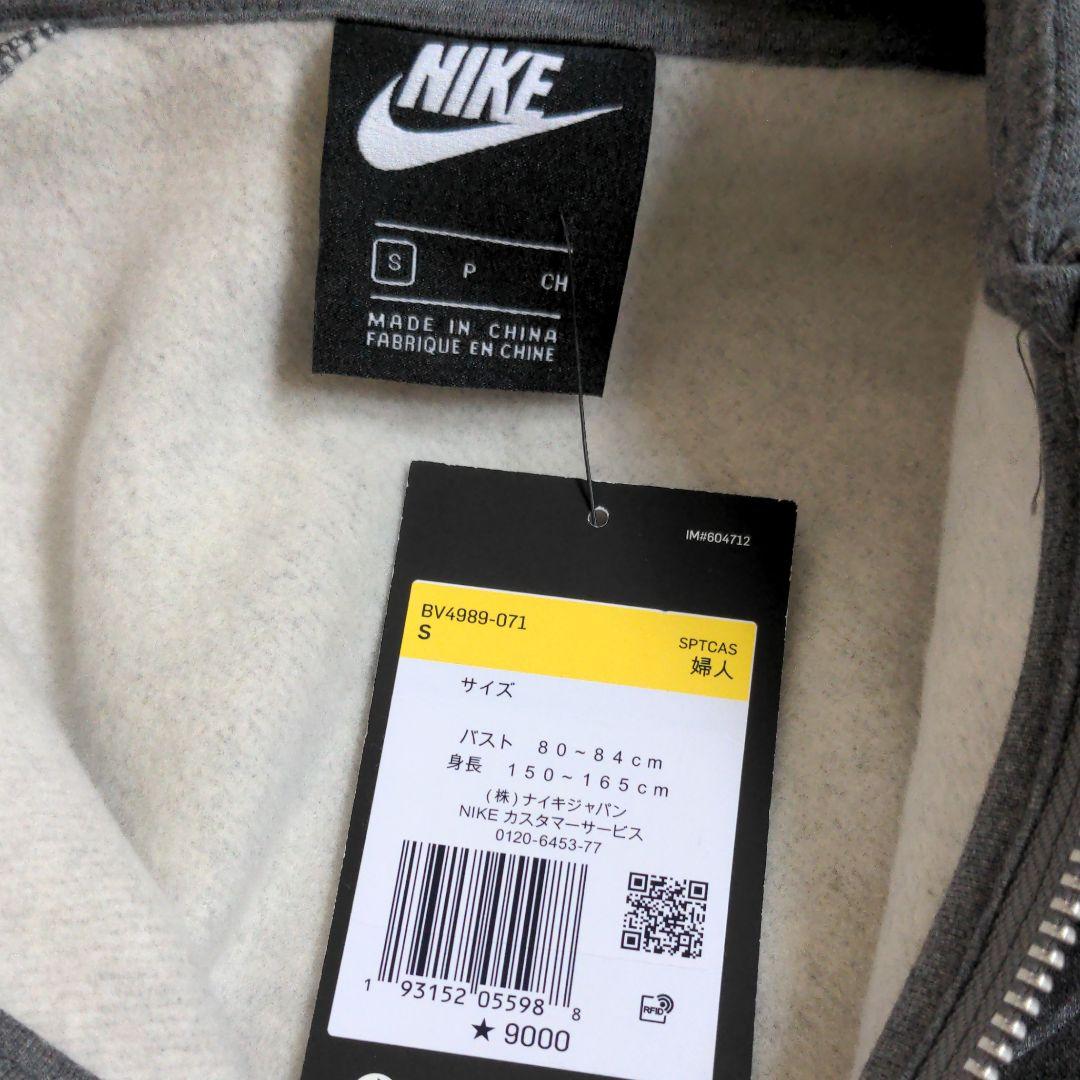 NIKE
S P CH
MADE IN CHINA
FABRIQUE EN CHINE
IM#604712
BV4989-071
S
SPTCAS
婦人
サイズ
バスト 80~84cm
身長 150~165cm
(株)ナイキジャパン
NIKE カスタマーサービス
0120-6453-77
1 93152 05598 8
★ 9000
RFID